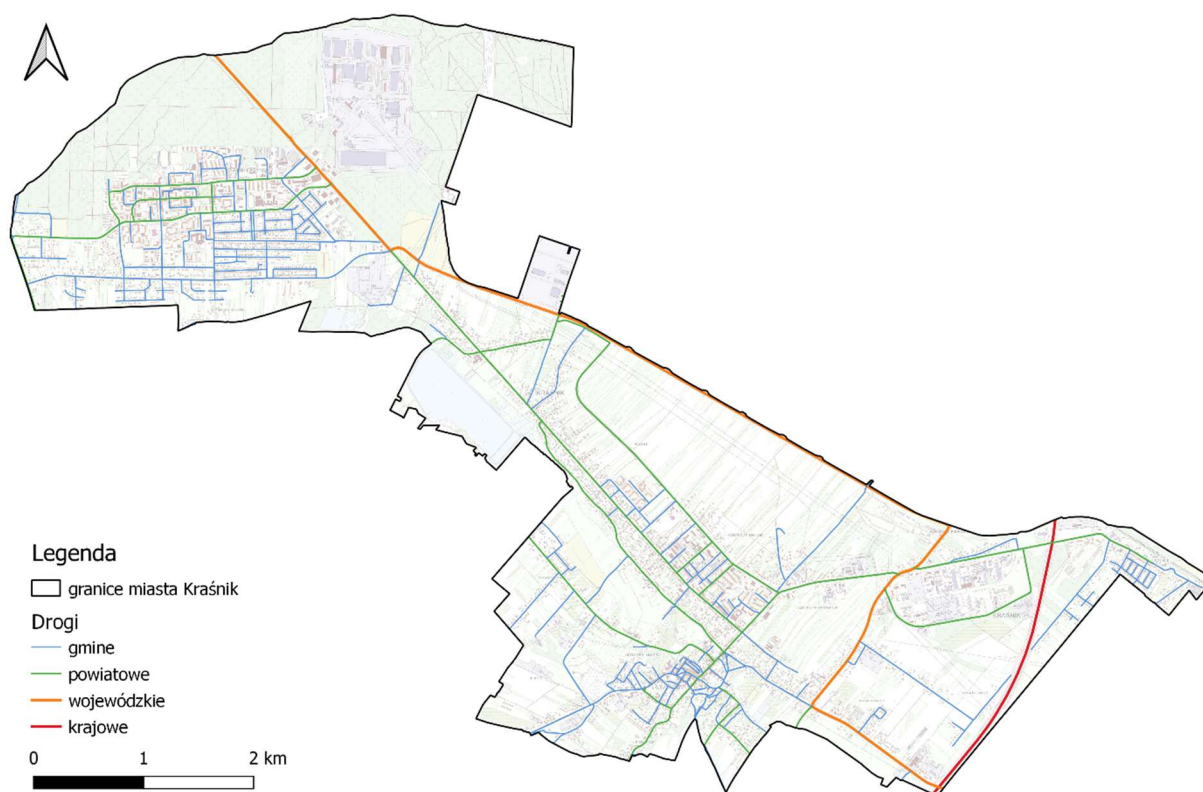 Legenda
granice miasta Kraśnik
Drogi
gmine
powiatowe
wojewódzkie
krajowe
0 1 2 km